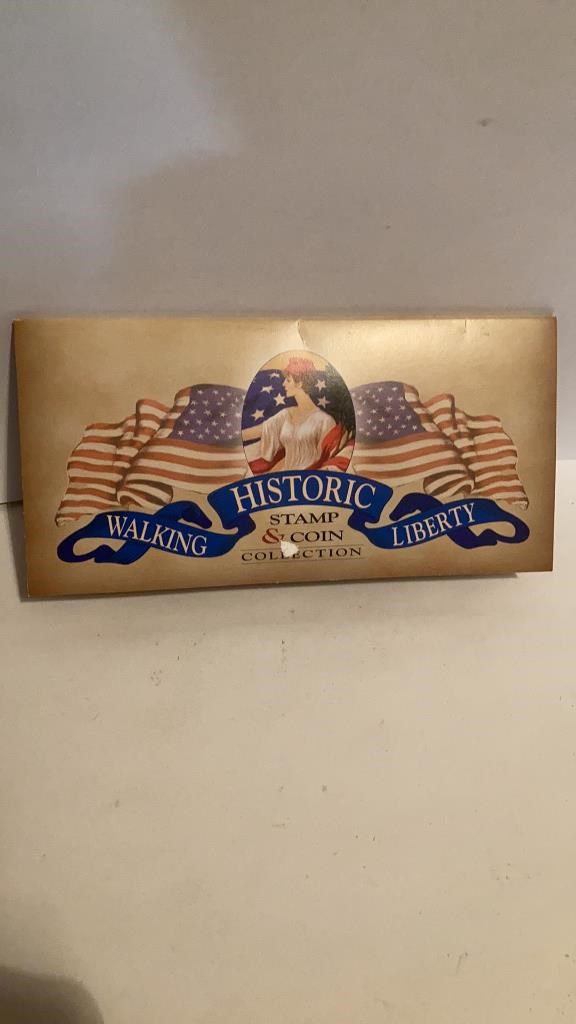 HISTORIC
WALKING
STAMP
& COIN
LIBERTY
COLLECTION